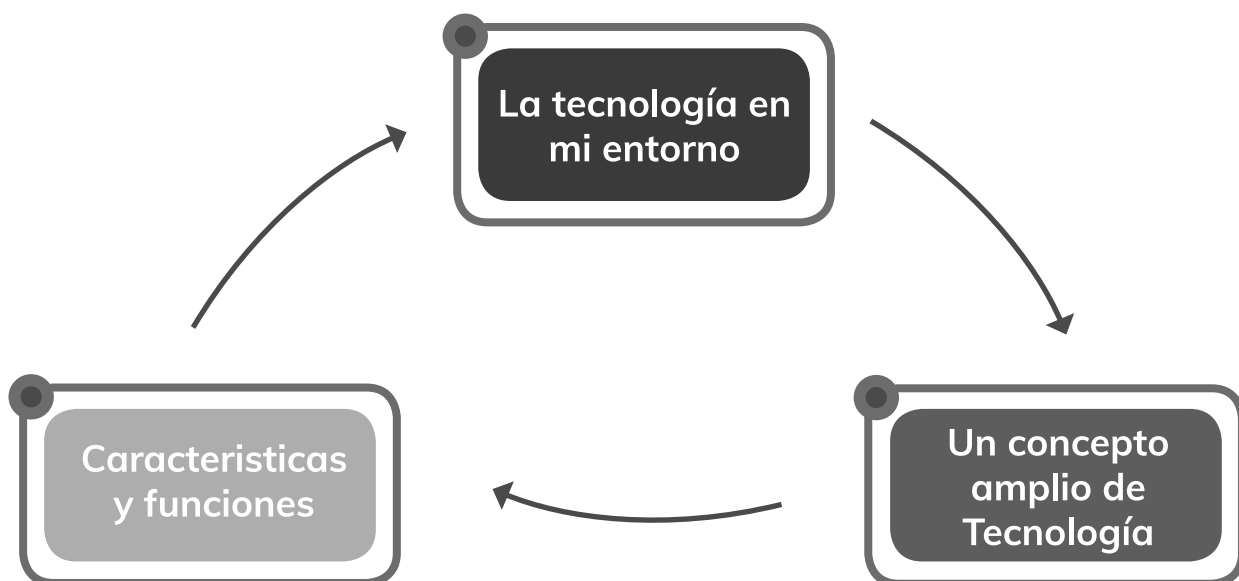 La tecnología en
mi entorno
Caracteristicas
y funciones
Un concepto
amplio de
Tecnología